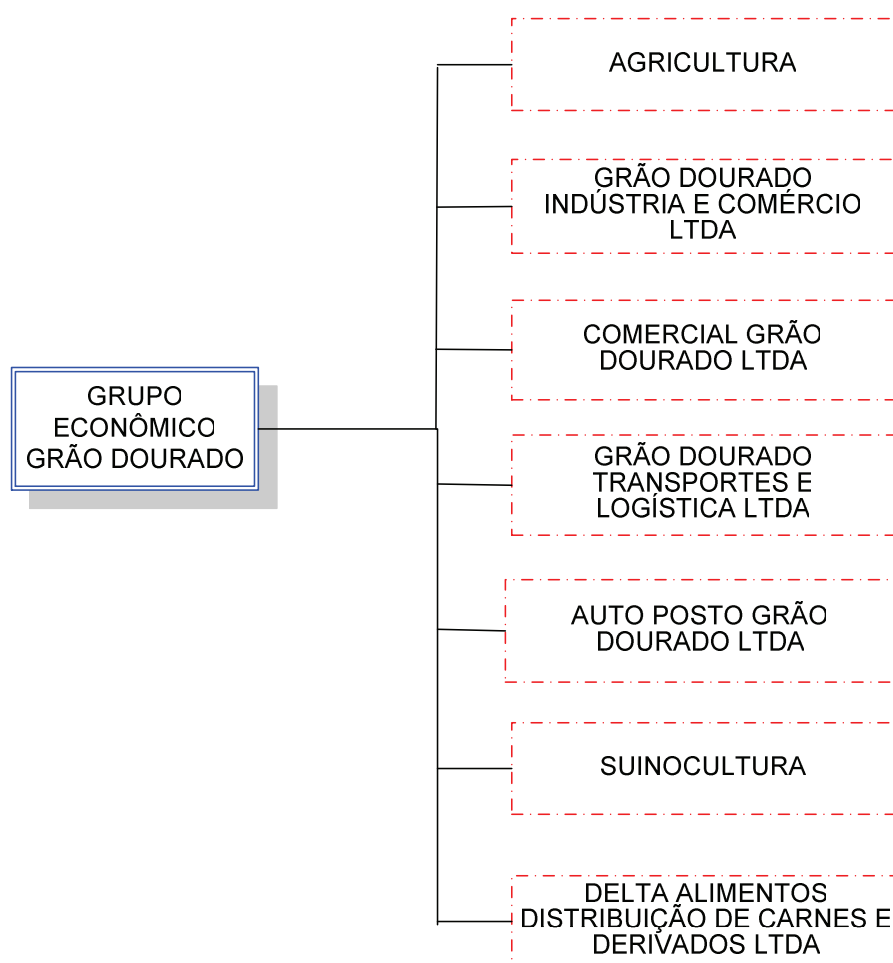 AGRICULTURA
GRÃO DOURADO
INDÚSTRIA E COMÉRCIO
LTDA
COMERCIAL GRÃO
DOURADO LTDA
GRUPO
ECONÔMICO
GRÃO DOURADO
GRÃO DOURADO
TRANSPORTES E
LOGÍSTICA LTDA
AUTO POSTO GRÃO
DOURADO LTDA
SUINOCULTURA
DELTA ALIMENTOS
DISTRIBUIÇÃO DE CARNES E
DERIVADOS LTDA